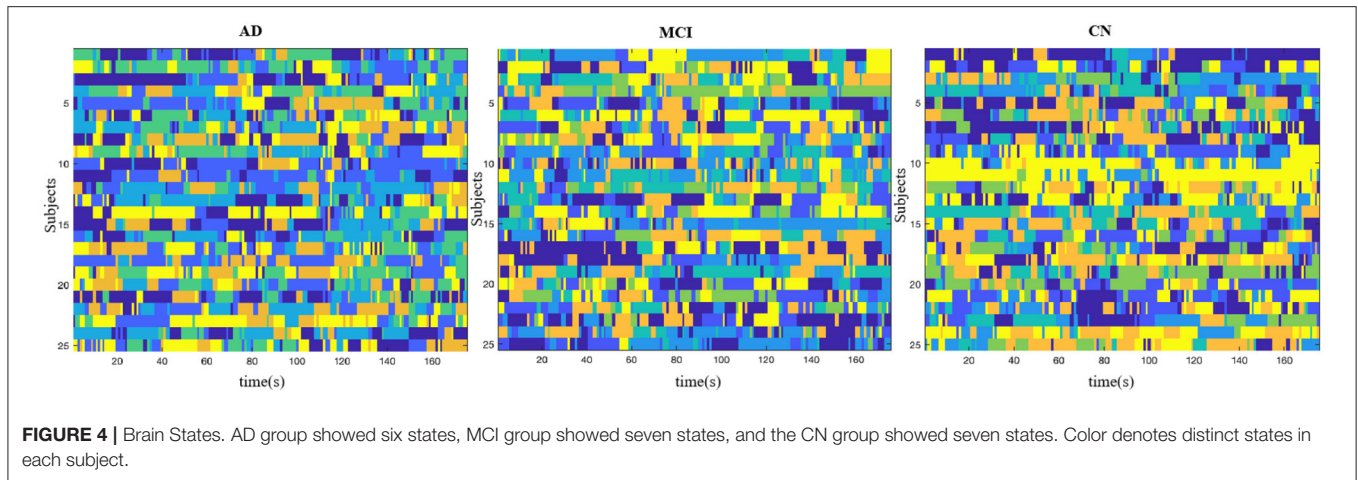 AD
MCI
CN
Subjects
5
10
15
20
25
20 40 60 80 100 120 140 160
time(s)
Subjects
5
10
15
20
25
20 40 60 80 100 120 140 160
time(s)
Subjects
5
10
15
20
25
20 40 60 80 100 120 140 160
time(s)
FIGURE 4 | Brain States. AD group showed six states, MCI group showed seven states, and the CN group showed seven states. Color denotes distinct states in
each subject.